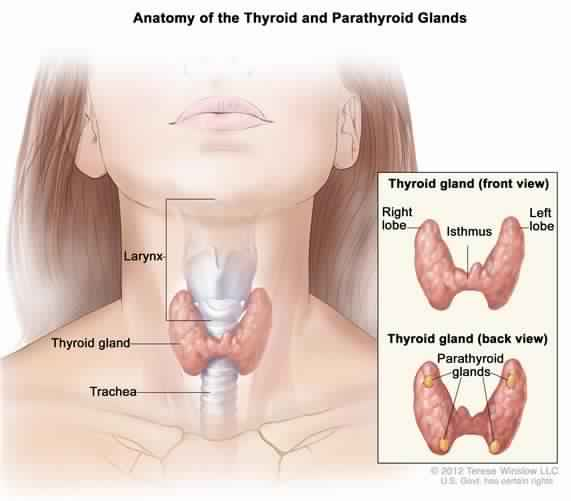 Anatomy of the Thyroid and Parathyroid Glands
Larynx
Thyroid gland
Trachea
Thyroid gland (front view)
Right
lobe
Isthmus
Left
lobe
Thyroid gland (back view)
Parathyroid
glands
© 2012 Terese Winslow LLC
U.S. Govt. has certain rights